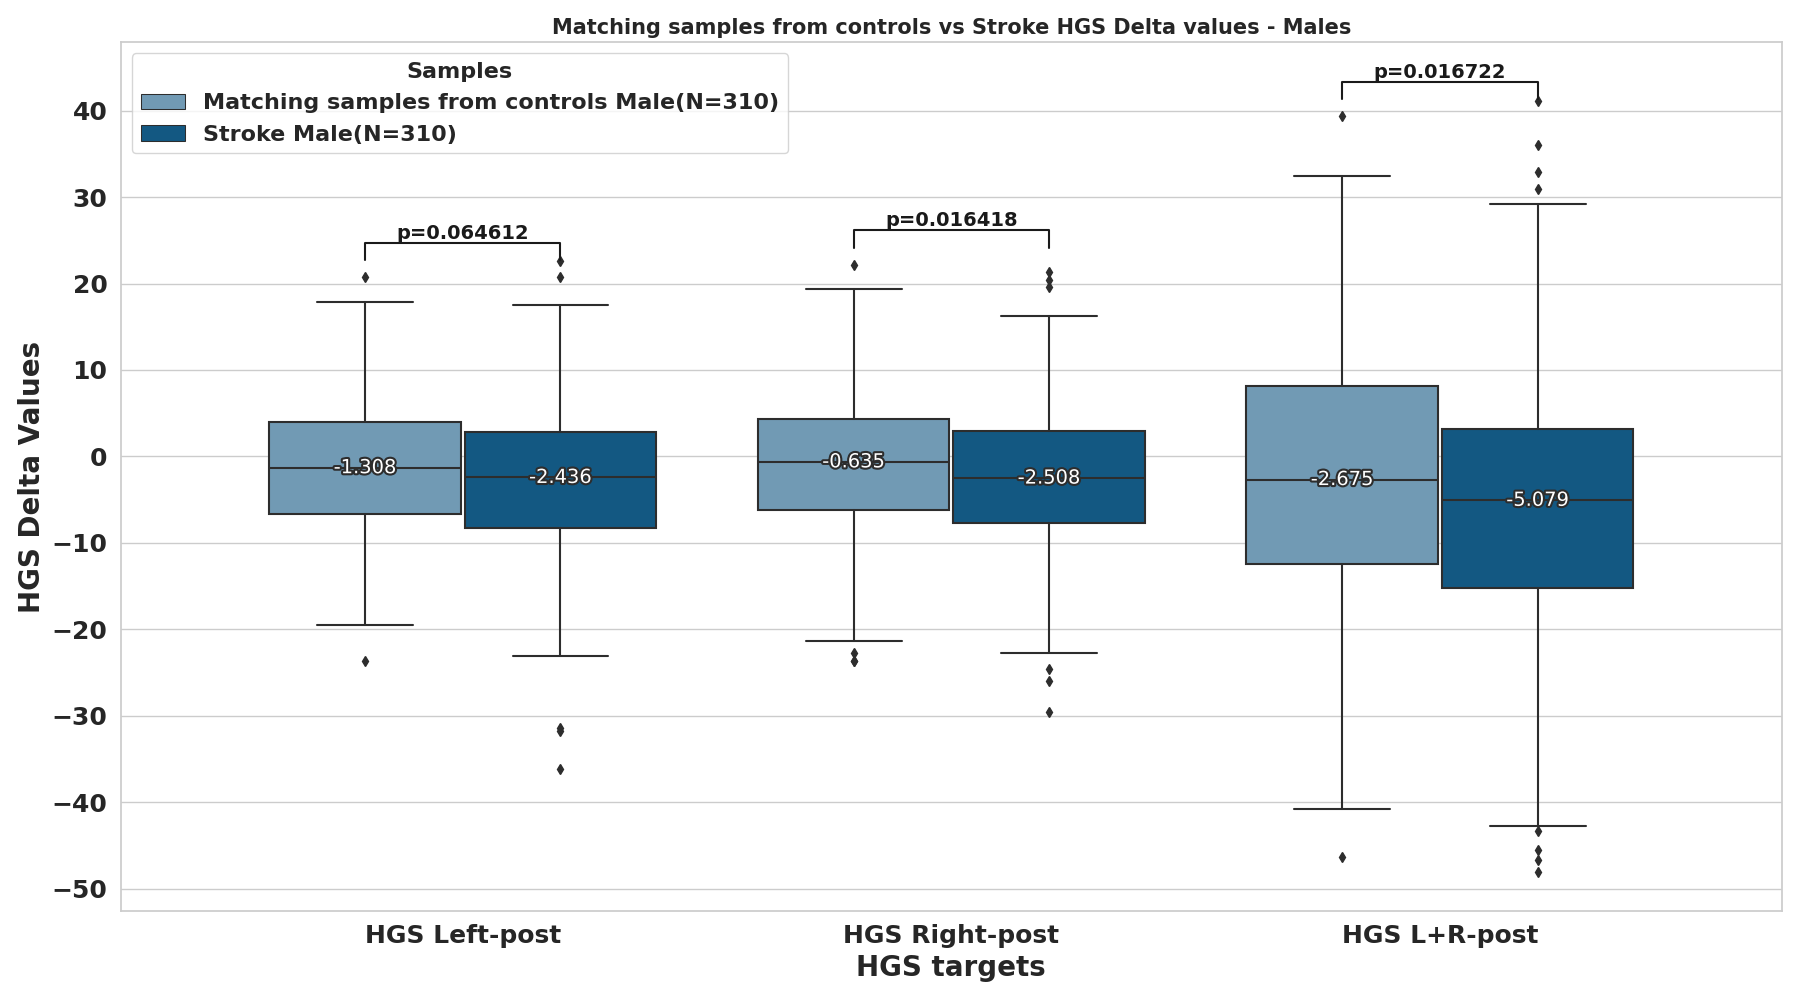 Matching samples from controls vs Stroke HGS Delta values - Males
Samples
Matching samples from controls Male(N=310)
Stroke Male(N=310)
p=0.064612
p=0.016418
p=0.016722
HGS Delta Values
40
30
20
10
0
−10
−20
−30
−40
−50
-1.308
-2.436
-0.635
-2.508
-2.675
-5.079
HGS Left-post
HGS Right-post
HGS L+R-post
HGS targets